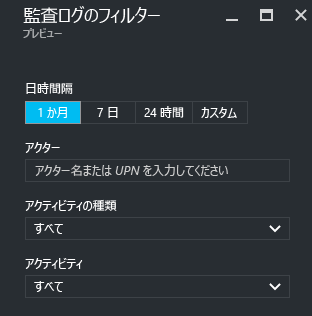 監査ログのフィルター
プレビュー
日時間隔
1 か月 7 日 24 時間 カスタム
アクター
アクター名または UPN を入力してください
アクティビティの種類
すべて
アクティビティ
すべて